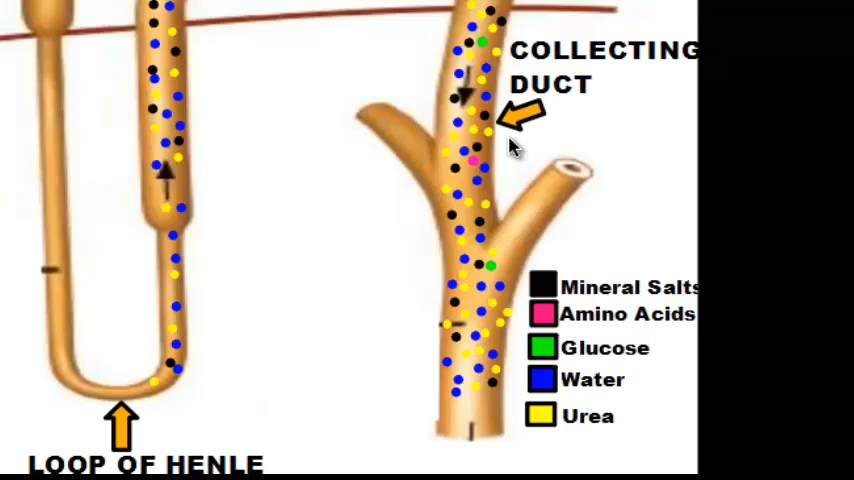 COLLECTING
DUCT
Mineral Salts
Amino Acids
Glucose
Water
Urea
LOOP OF HENLE